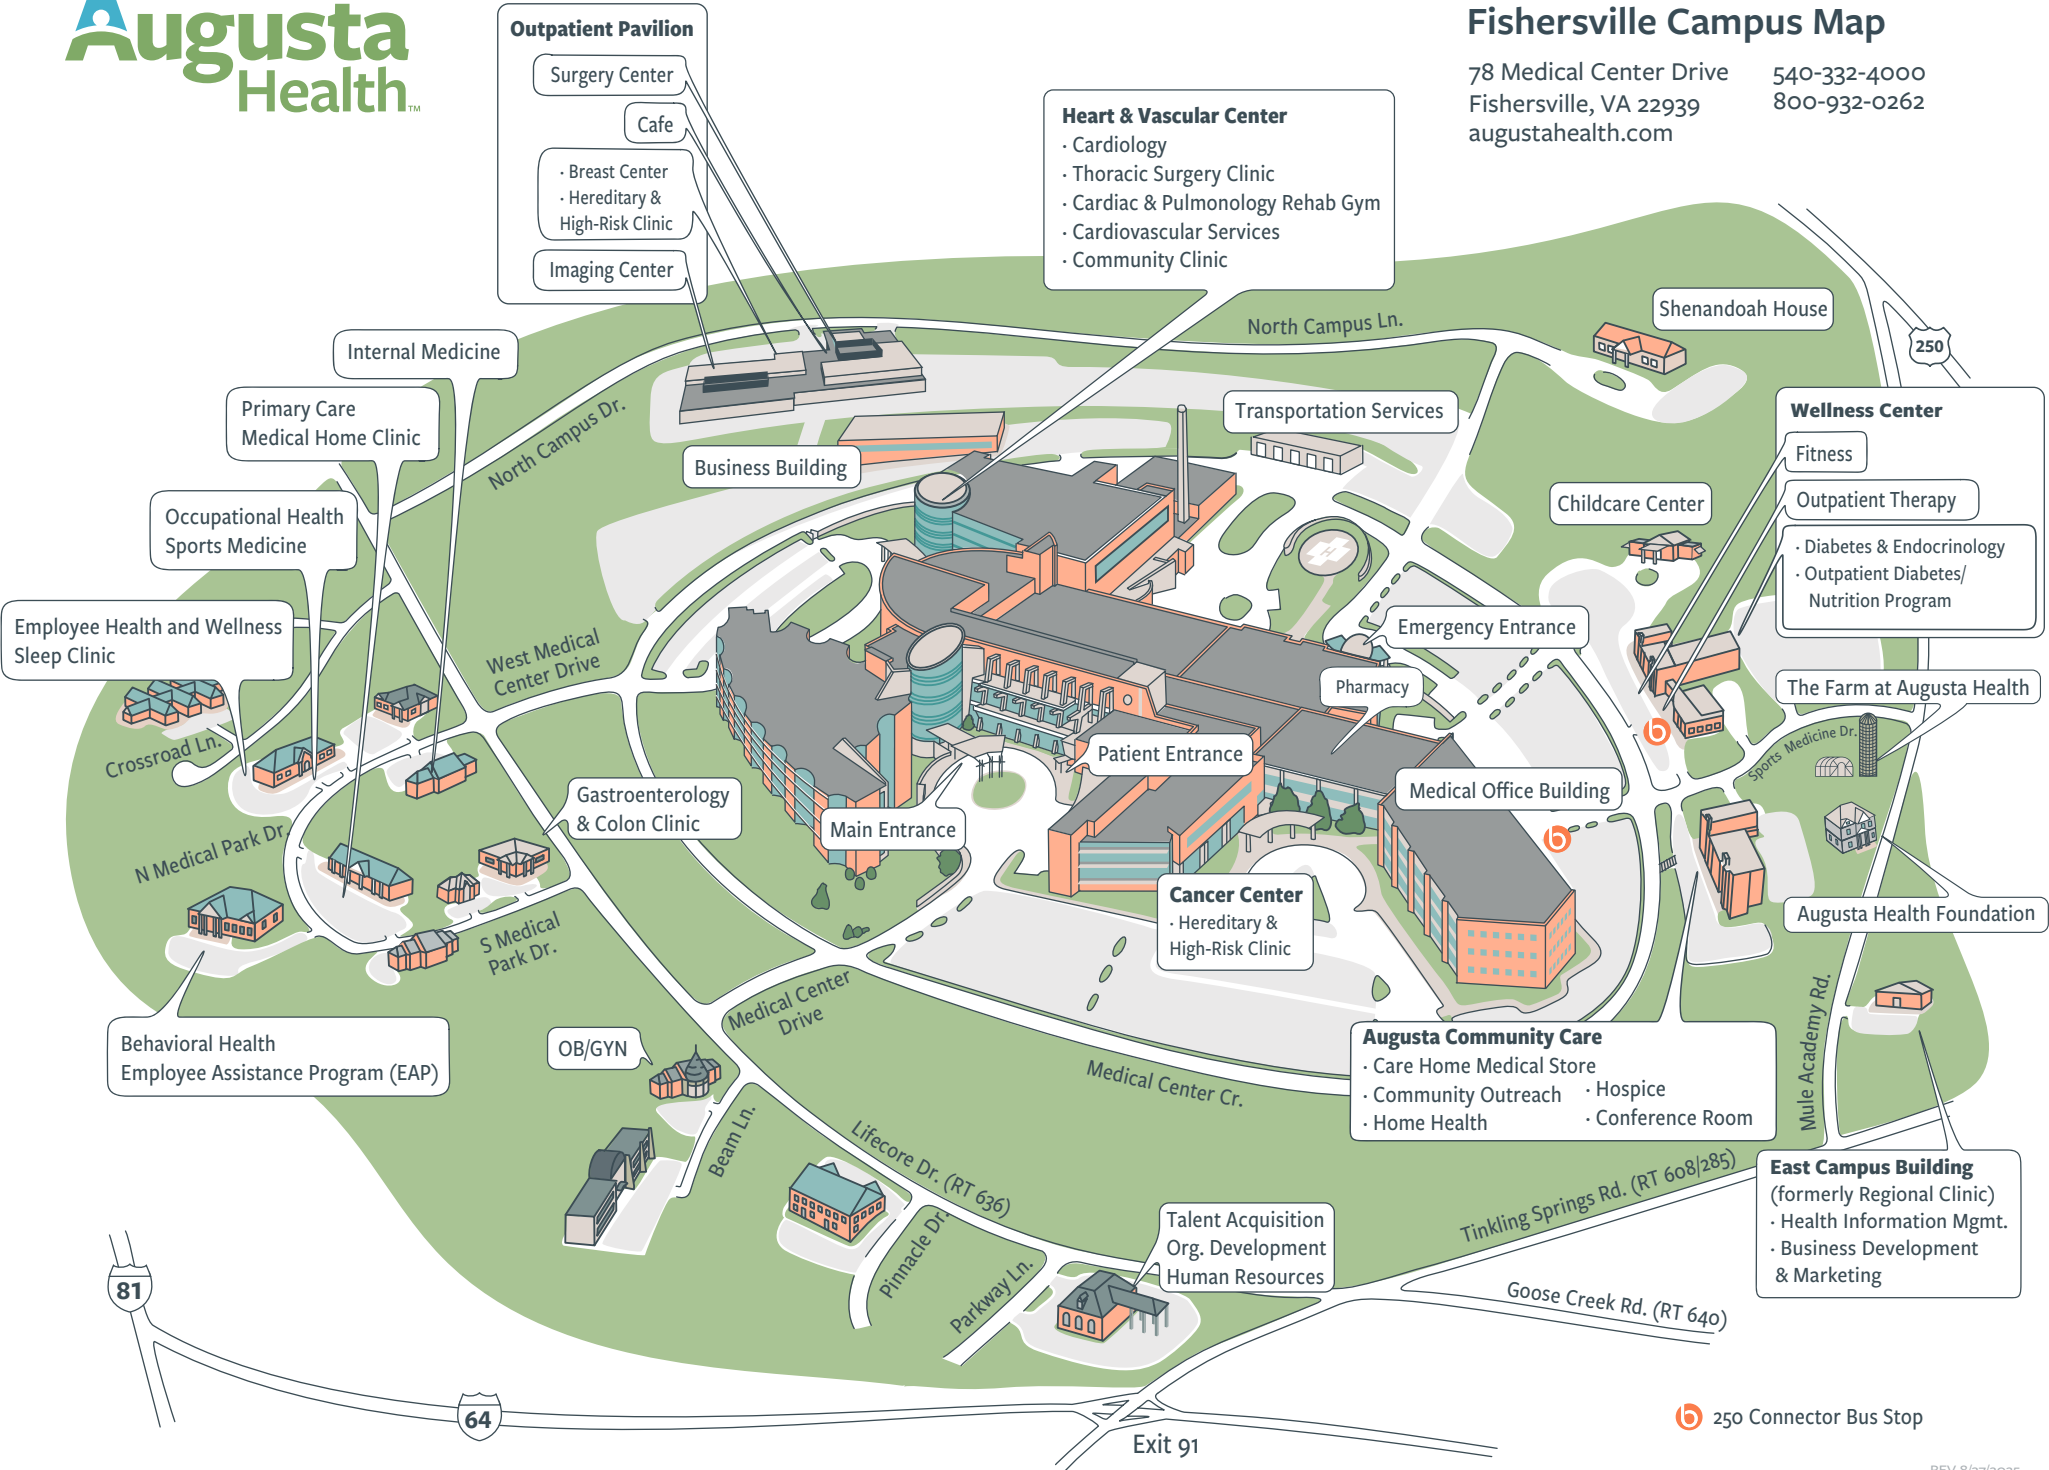 Augusta
Health™
Fishersville Campus Map
78 Medical Center Drive
Fishersville, VA 22939
augustahealth.com
540-332-4000
800-932-0262
Outpatient Pavilion
Surgery Center
Cafe
· Breast Center
· Hereditary &
High-Risk Clinic
Imaging Center
Heart & Vascular Center
· Cardiology
· Thoracic Surgery Clinic
· Cardiac & Pulmonology Rehab Gym
· Cardiovascular Services
· Community Clinic
North Campus Ln.
Shenandoah House
250
Internal Medicine
Primary Care
Medical Home Clinic
North Campus Dr.
Business Building
Transportation Services
Wellness Center
Fitness
Outpatient Therapy
· Diabetes & Endocrinology
· Outpatient Diabetes/
Nutrition Program
Childcare Center
Occupational Health
Sports Medicine
H
Employee Health and Wellness
Sleep Clinic
West Medical
Center Drive
Emergency Entrance
Pharmacy
The Farm at Augusta Health
b
Sports Medicine Dr.
Crossroad Ln.
Patient Entrance
Medical Office Building
Gastroenterology
& Colon Clinic
Main Entrance
b
N Medical Park Dr.
Cancer Center
· Hereditary &
High-Risk Clinic
Augusta Health Foundation
S Medical
Park Dr.
Medical Center
Drive
Mule Academy Rd.
Behavioral Health
Employee Assistance Program (EAP)
OB/GYN
Medical Center Cr.
Augusta Community Care
· Care Home Medical Store
· Community Outreach
· Home Health
· Hospice
· Conference Room
Beam Ln.
Lifecore Dr. (RT 636)
Pinnacle Dr.
Parkway Ln.
Talent Acquisition
Org. Development
Human Resources
Tinkling Springs Rd. (RT 608/285)
East Campus Building
(formerly Regional Clinic)
· Health Information Mgmt.
· Business Development
& Marketing
Goose Creek Rd. (RT 640)
81
64
Exit 91
b 250 Connector Bus Stop